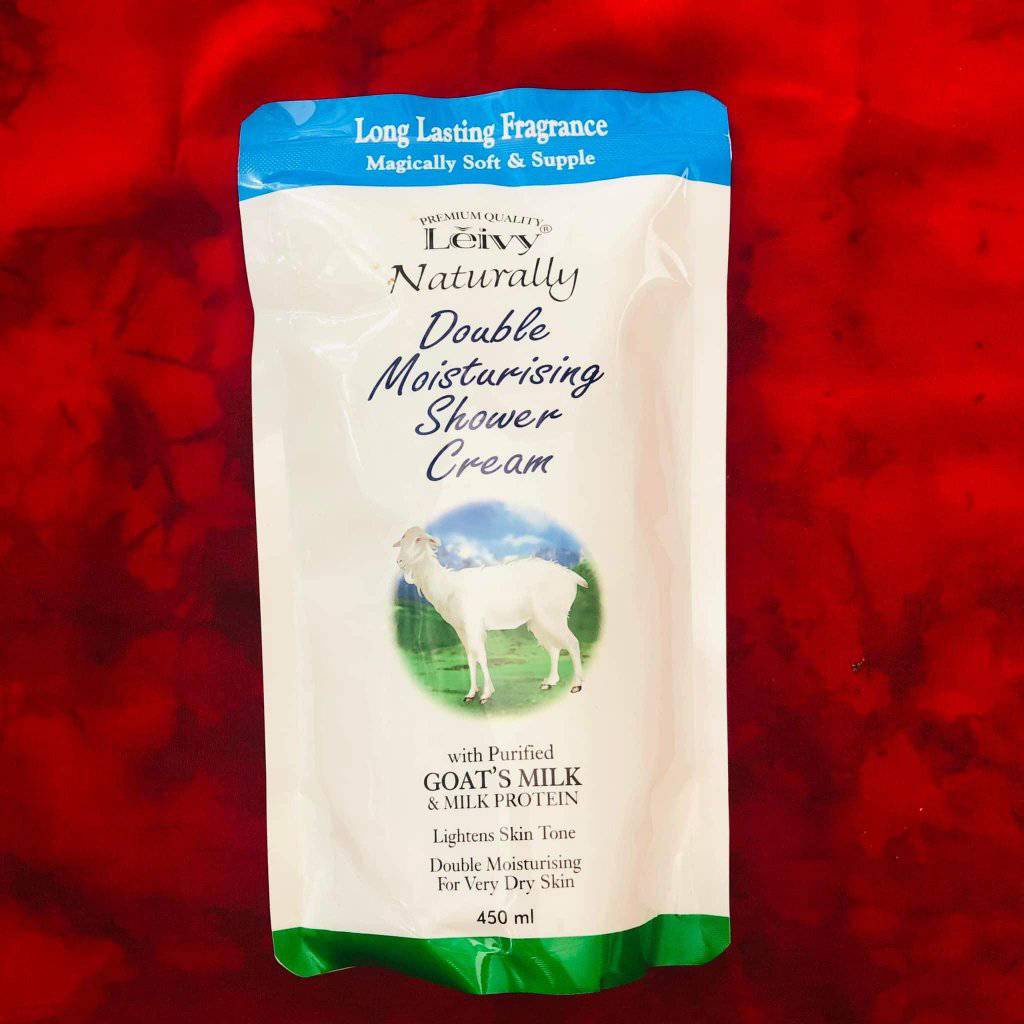 Long Lasting Fragrance
Magically Soft & Supple
PREMIUM QUALITY
Lěivy®
Naturally
Double
Moisturising
Shower
Cream
with Purified
GOAT'S MILK
& MILK PROTEIN
Lightens Skin Tone
Double Moisturising
For Very Dry Skin
450 ml